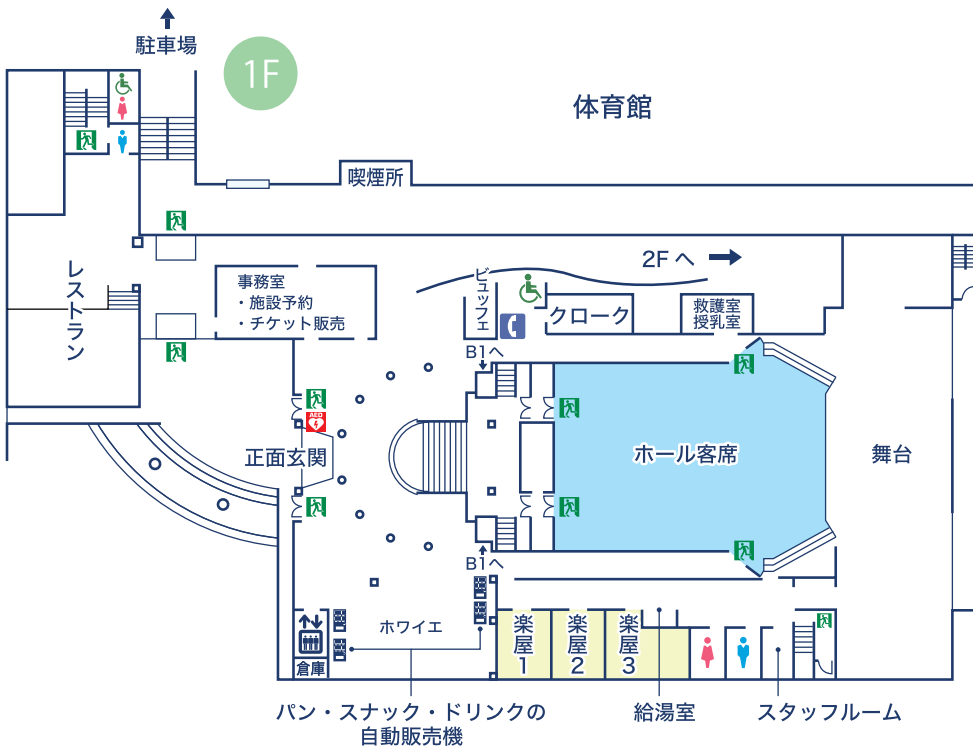 駐車場
1F
体育館
喫煙所
2Fへ
レストラン
事務室
・施設予約
・チケット販売
ビュッフェ
クローク
救護室
授乳室
B1へ
AED
正面玄関
ホール客席
舞台
B1へ
ホワイエ
倉庫
楽屋1
楽屋2
楽屋3
パン・スナック・ドリンクの
自動販売機
給湯室
スタッフルーム